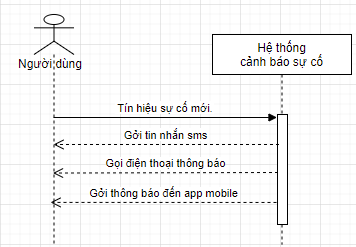 Người dùng
Hệ thống
cảnh báo sự cố
Tín hiệu sự cố mới.
Gởi tin nhắn sms
Gọi điện thoại thông báo
Gởi thông báo đến app mobile